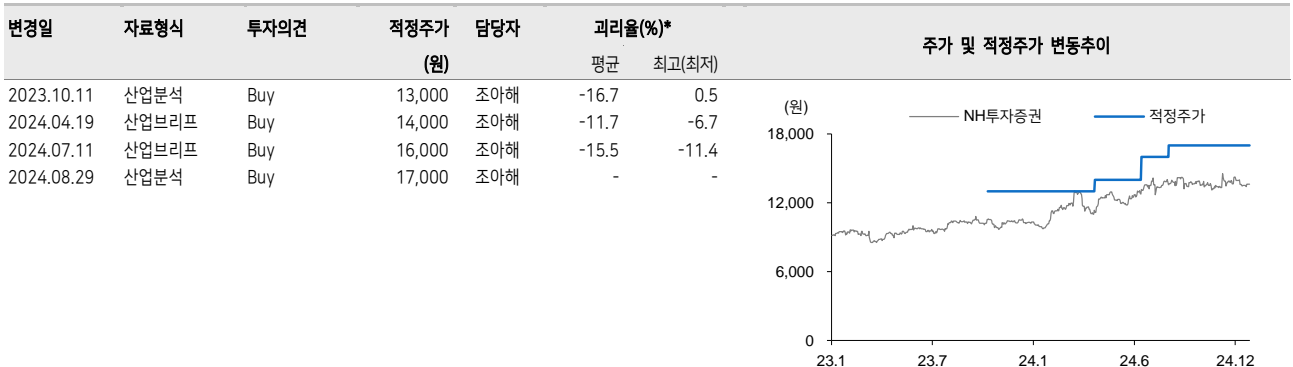 변경일 자료형식 투자의견 적정주가 담당자 괴리율(%)* 주가 및 적정주가 변동추이
(원) 평균 최고(최저)
2023.10.11 산업분석 Buy 13,000 조아해 -16.7 0.5
2024.04.19 산업브리프 Buy 14,000 조아해 -11.7 -6.7
2024.07.11 산업브리프 Buy 16,000 조아해 -15.5 -11.4
2024.08.29 산업분석 Buy 17,000 조아해 - -
(원)
NH투자증권 적정주가
18,000
12,000
6,000
0
23.1 23.7 24.1 24.6 24.12